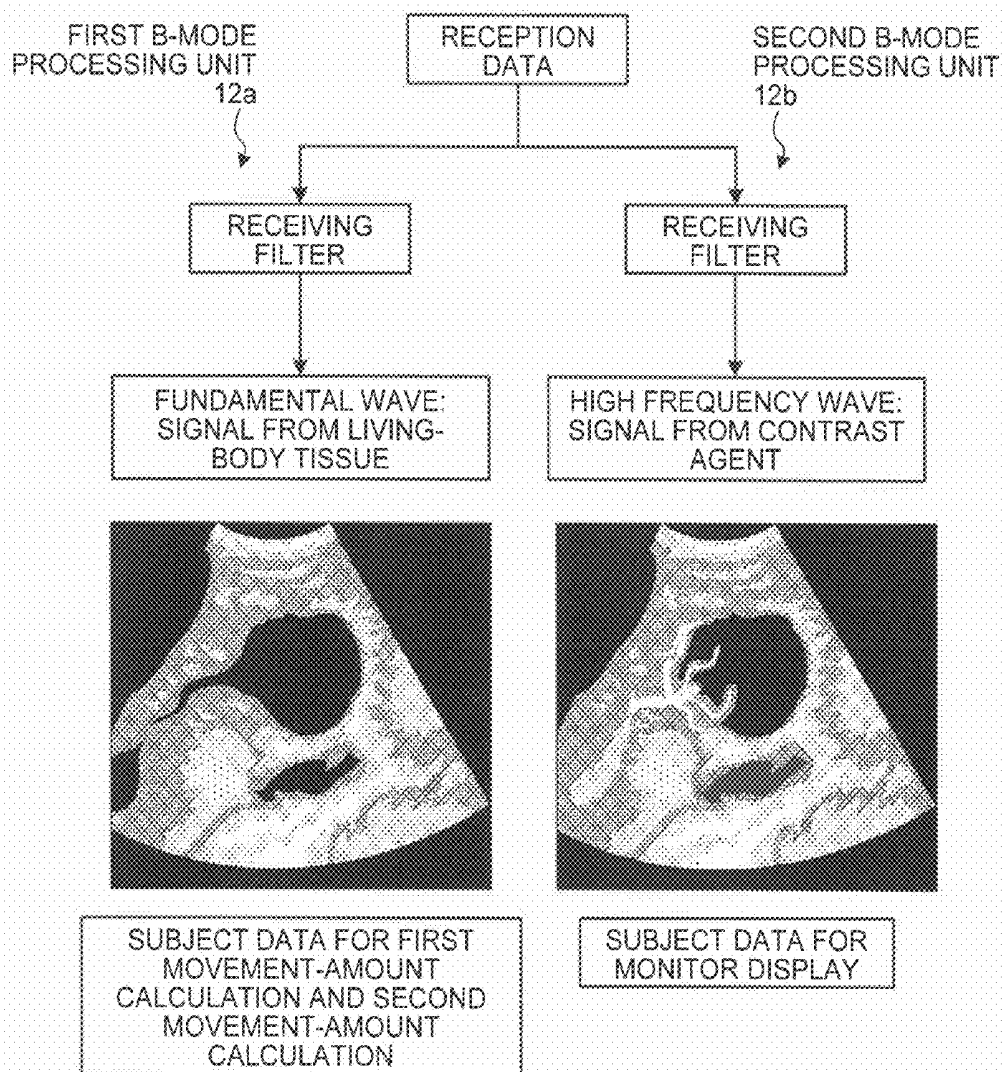 FIRST B-MODE
PROCESSING UNIT
12a
RECEPTION
DATA
SECOND B-MODE
PROCESSING UNIT
12b
RECEIVING
FILTER
RECEIVING
FILTER
FUNDAMENTAL WAVE:
SIGNAL FROM LIVING-
BODY TISSUE
HIGH FREQUENCY WAVE:
SIGNAL FROM CONTRAST
AGENT
SUBJECT DATA FOR FIRST
MOVEMENT-AMOUNT
CALCULATION AND SECOND
MOVEMENT-AMOUNT
CALCULATION
SUBJECT DATA FOR
MONITOR DISPLAY